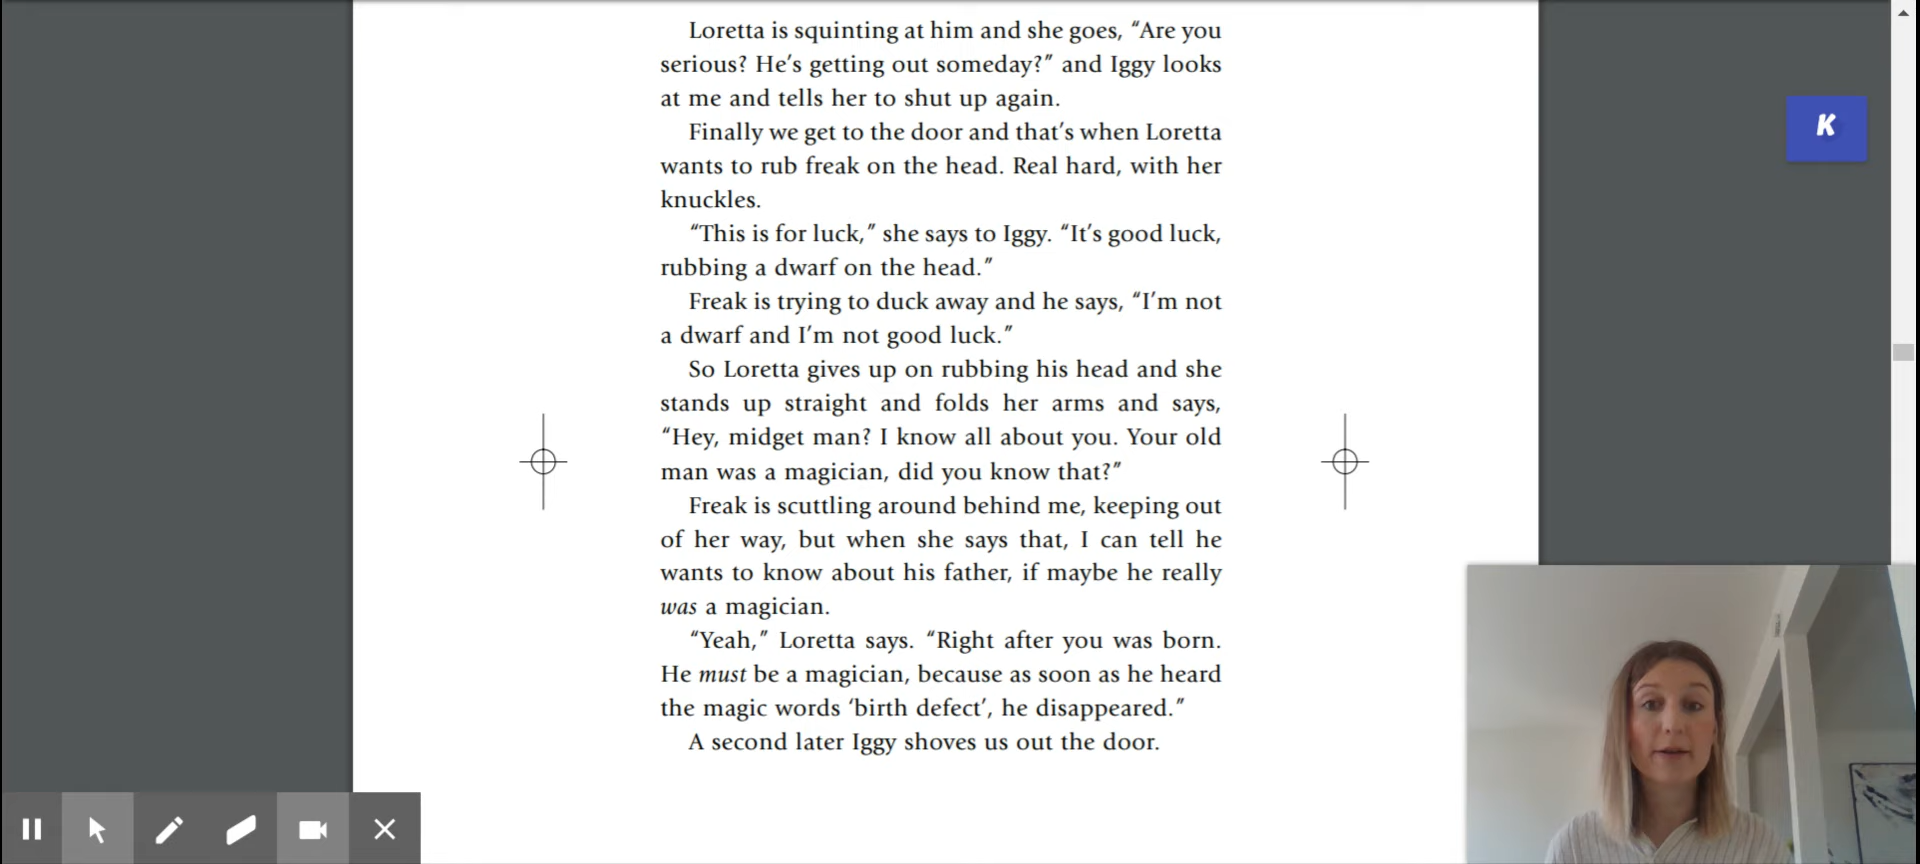 Loretta is squinting at him and she goes, “Are you
serious? He’s getting out someday?” and Iggy looks
at me and tells her to shut up again.
Finally we get to the door and that’s when Loretta
wants to rub freak on the head. Real hard, with her
knuckles.
“This is for luck,” she says to Iggy. “It’s good luck,
rubbing a dwarf on the head.”
Freak is trying to duck away and he says, “I’m not
a dwarf and I’m not good luck.”
So Loretta gives up on rubbing his head and she
stands up straight and folds her arms and says,
“Hey, midget man? I know all about you. Your old
man was a magician, did you know that?”
Freak is scuttling around behind me, keeping out
of her way, but when she says that, I can tell he
wants to know about his father, if maybe he really
was a magician.
“Yeah,” Loretta says. “Right after you was born.
He must be a magician, because as soon as he heard
the magic words ‘birth defect’, he disappeared.”
A second later Iggy shoves us out the door.
K